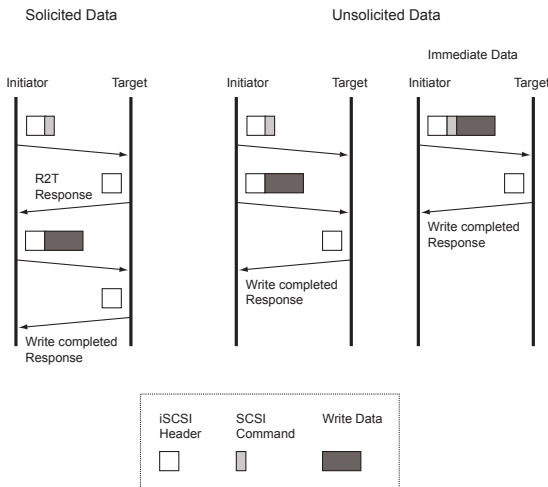 Solicited Data
Unsolicited Data
Immediate Data
Initiator Target
Initiator Target
Initiator Target
R2T
Response
Write completed
Response
Write completed
Response
Write completed
Response
iSCSI
Header
SCSI
Command
Write Data